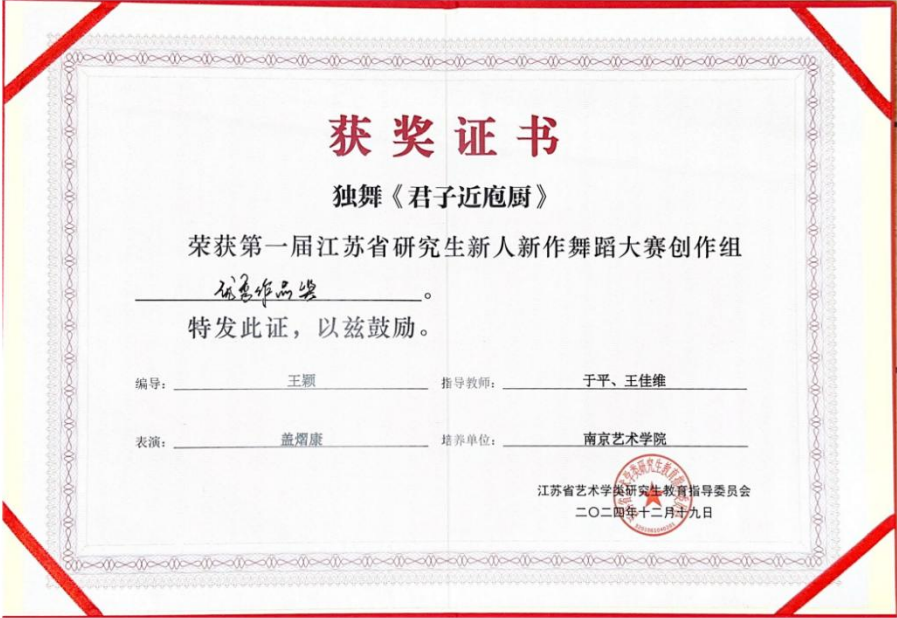 获奖证书
独舞《君子近庖厨》
荣获第一届江苏省研究生新人新作舞蹈大赛创作组
优秀作品奖。
特发此证，以兹鼓励。
编导：王颖 指导教师：于平、王佳维
表演：盖熠康 培养单位：南京艺术学院
江苏省艺术学类研究生教育指导委员会
二〇二四年十二月十九日